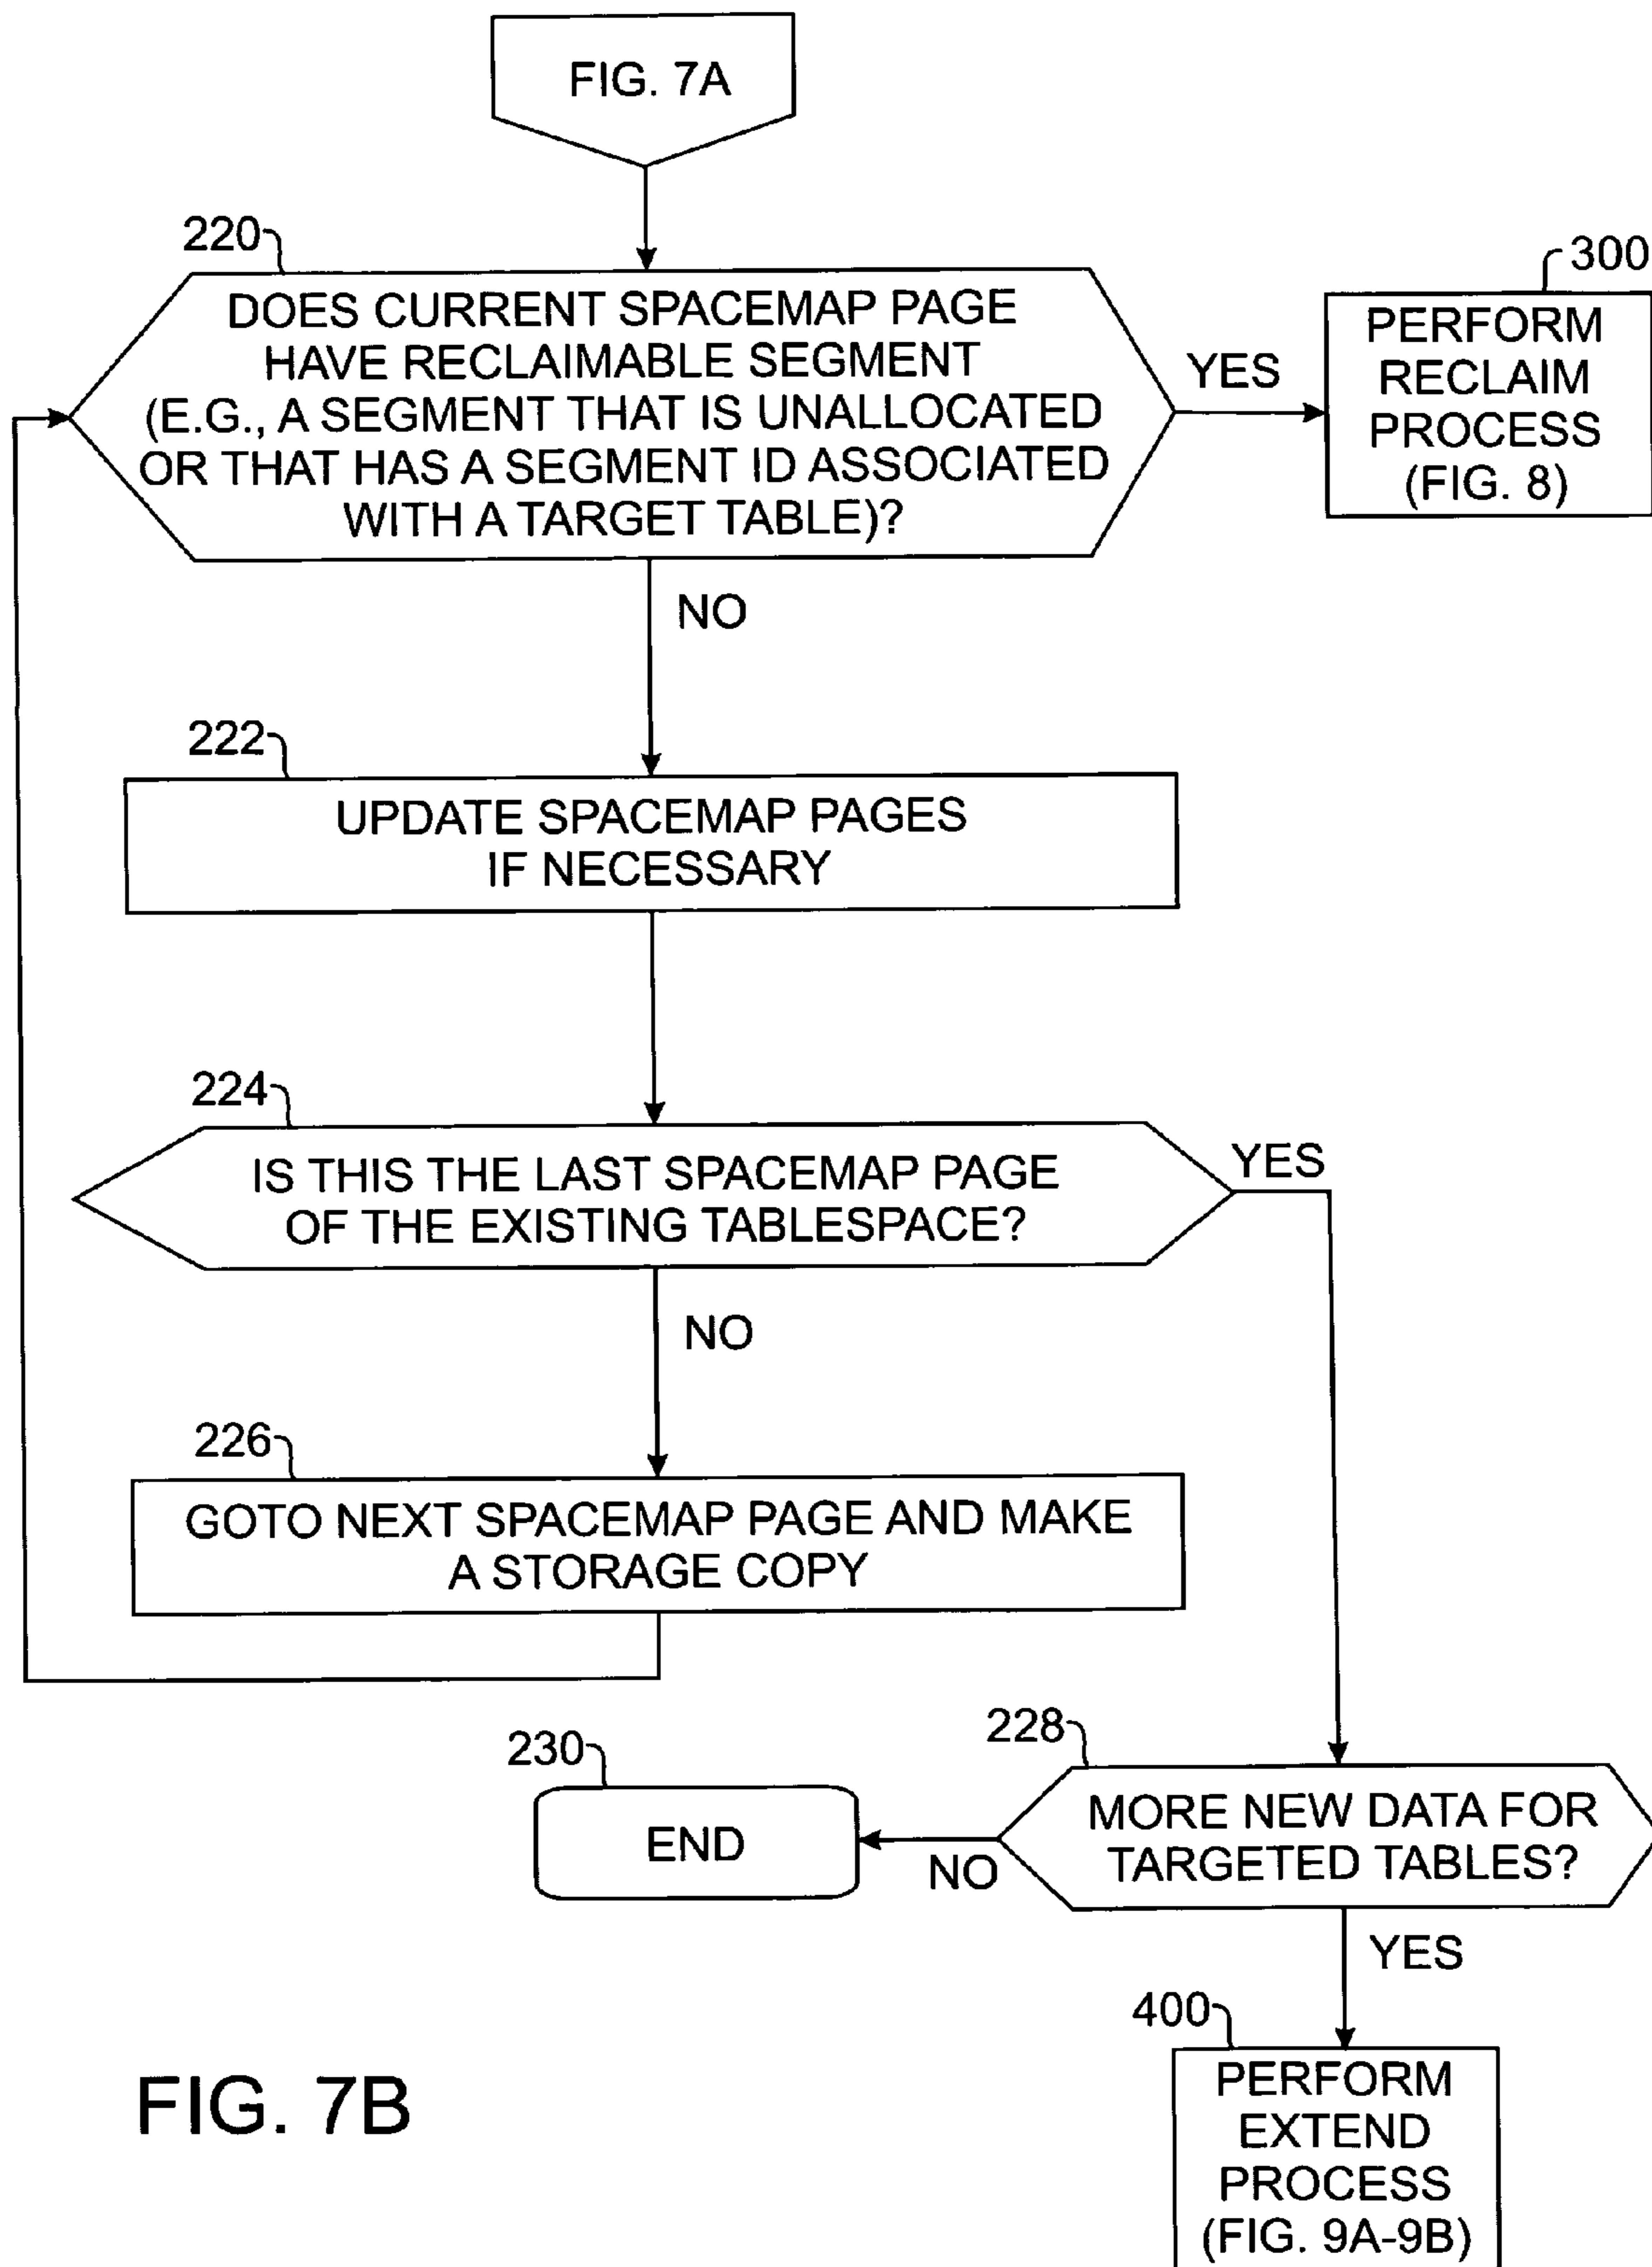 FIG. 7A
220
DOES CURRENT SPACEMAP PAGE
HAVE RECLAIMABLE SEGMENT
(E.G., A SEGMENT THAT IS UNALLOCATED
OR THAT HAS A SEGMENT ID ASSOCIATED
WITH A TARGET TABLE)?
YES
300
PERFORM
RECLAIM
PROCESS
(FIG. 8)
NO
222
UPDATE SPACEMAP PAGES
IF NECESSARY
224
IS THIS THE LAST SPACEMAP PAGE
OF THE EXISTING TABLESPACE?
YES
NO
226
GOTO NEXT SPACEMAP PAGE AND MAKE
A STORAGE COPY
228
MORE NEW DATA FOR
TARGETED TABLES?
NO
230
END
YES
400
PERFORM
EXTEND
PROCESS
(FIG. 9A-9B)
FIG. 7B